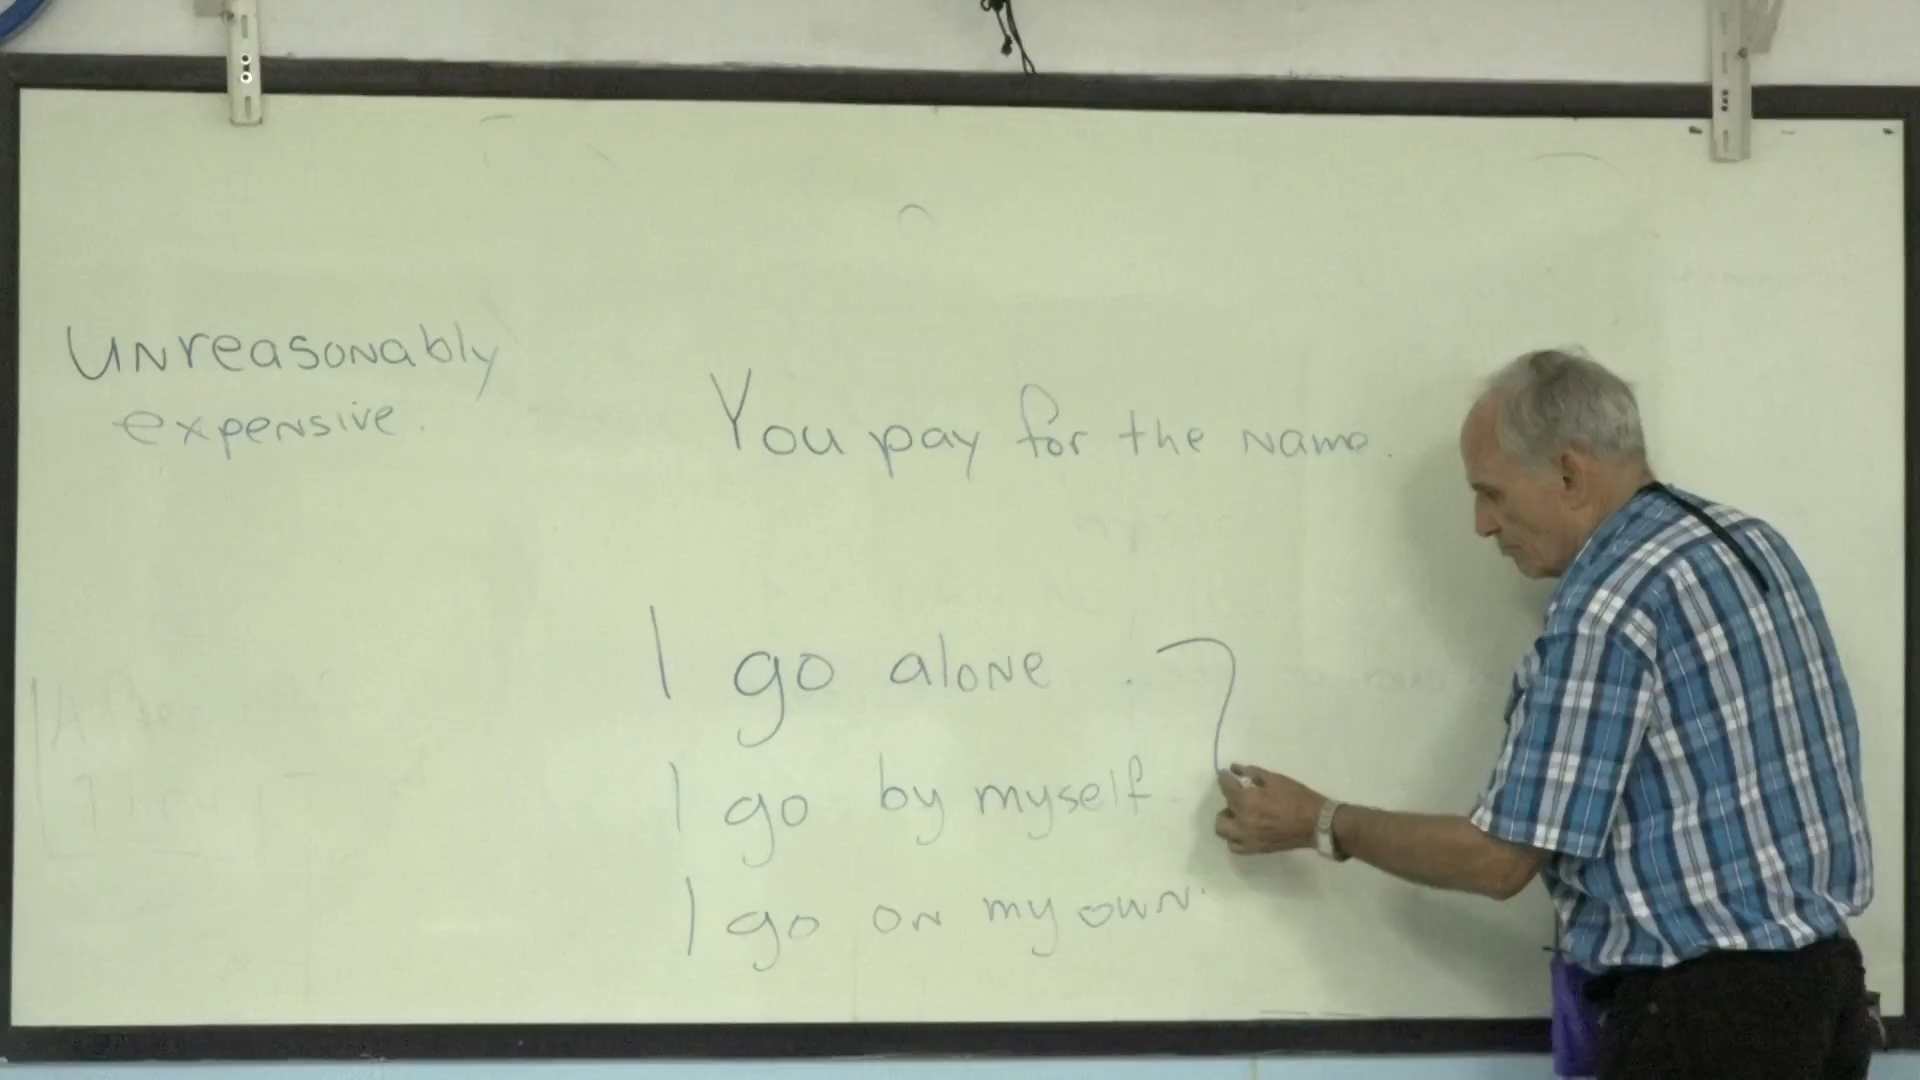 Unreasonably
expensive.
You pay for the name.
I go alone.
I go by myself.
I go on my own.